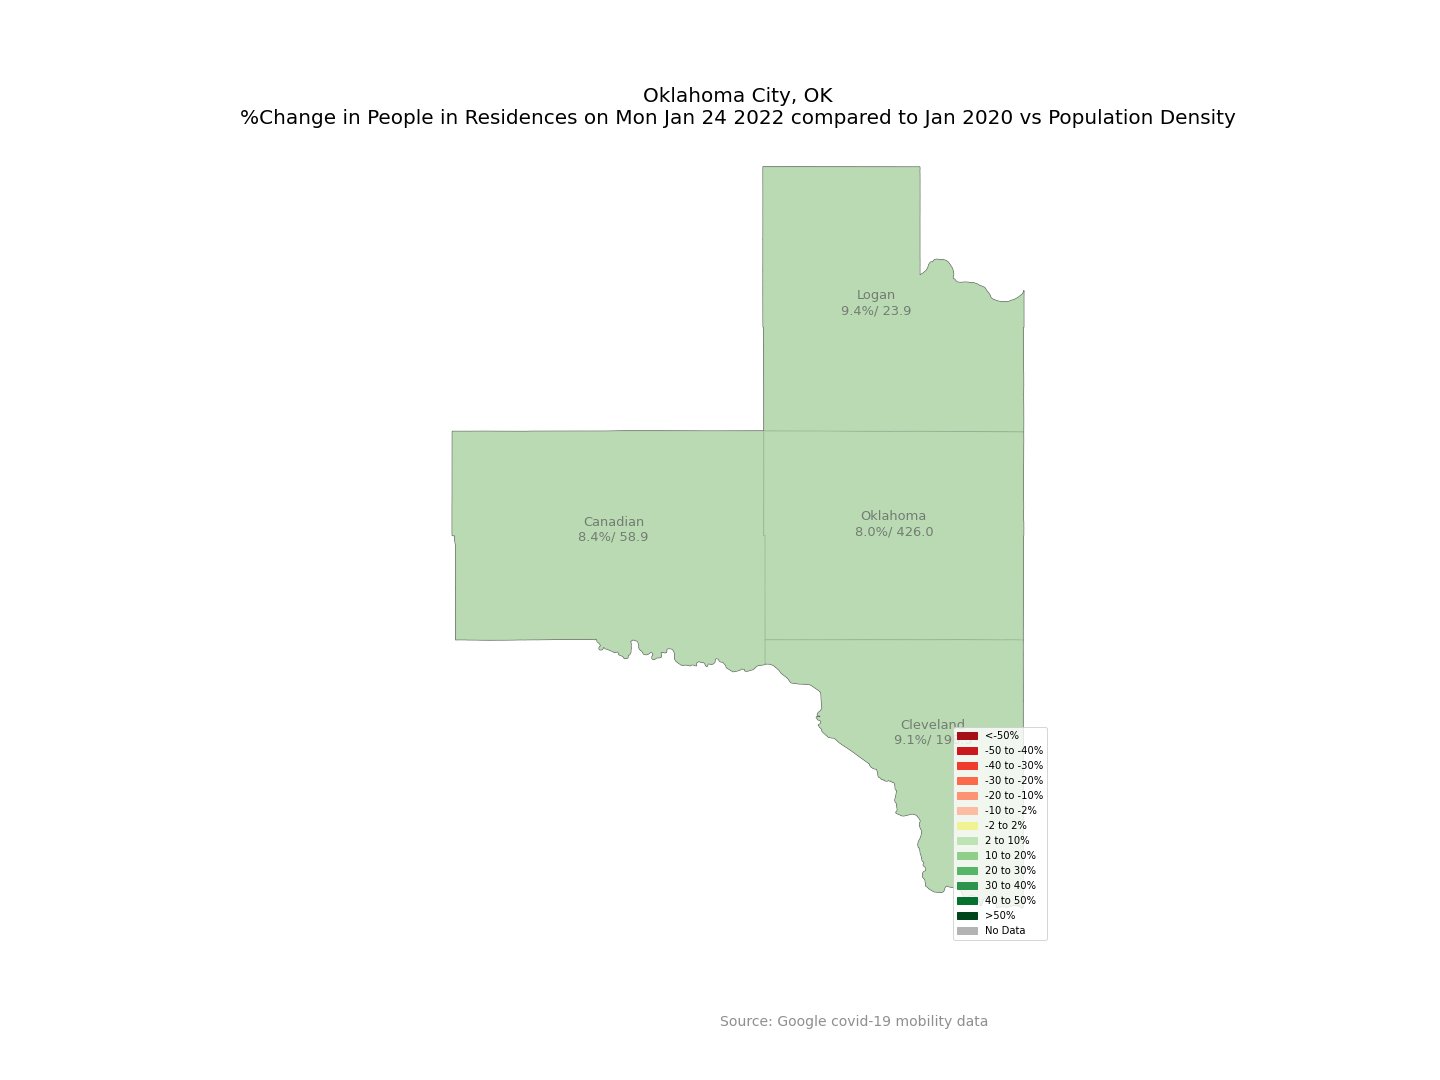 Oklahoma City, OK
%Change in People in Residences on Mon Jan 24 2022 compared to Jan 2020 vs Population Density
Logan
9.4%/ 23.9
Canadian
8.4%/ 58.9
Oklahoma
8.0%/ 426.0
Cleveland
9.1%/
<-50%
-50 to -40%
-40 to -30%
-30 to -20%
-20 to -10%
-10 to -2%
-2 to 2%
2 to 10%
10 to 20%
20 to 30%
30 to 40%
40 to 50%
>50%
No Data
Source: Google covid-19 mobility data